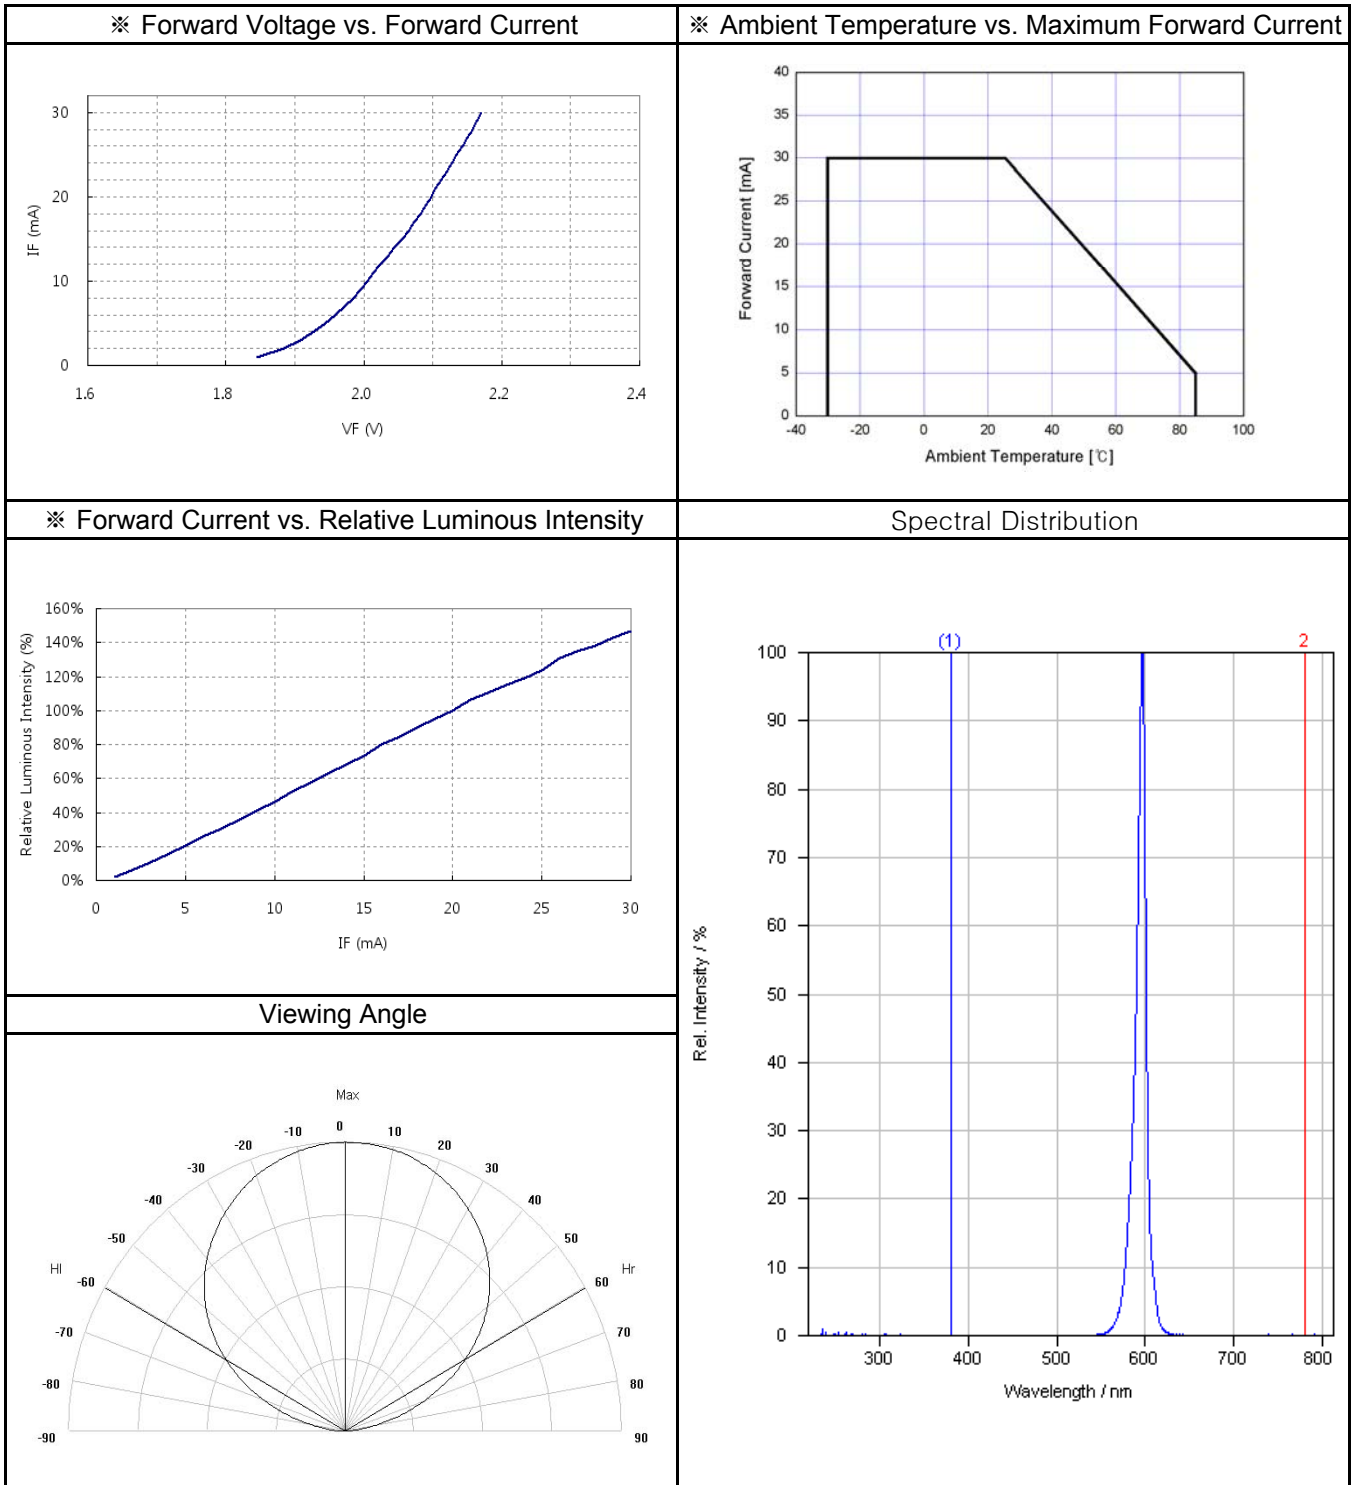 ※ Forward Voltage vs. Forward Current
30
20
10
0
IF (mA)
1.6 1.8 2.0 2.2 2.4
VF (V)
※ Ambient Temperature vs. Maximum Forward Current
40
35
30
25
20
15
10
5
0
Forward Current [mA]
-40 -20 0 20 40 60 80 100
Ambient Temperature [℃]
※ Forward Current vs. Relative Luminous Intensity
160%
140%
120%
100%
80%
60%
40%
20%
0%
Relative Luminous Intensity (%)
0 5 10 15 20 25 30
IF (mA)
Spectral Distribution
(1) 2
100
90
80
70
60
50
40
30
20
10
0
Rel. Intensity / %
300 400 500 600 700 800
Wavelength / nm
Viewing Angle
Max
-10 0 10
-20 20
-30 30
-40 40
-50 50
Hl Hr
-60 60
-70 70
-80 80
-90 90